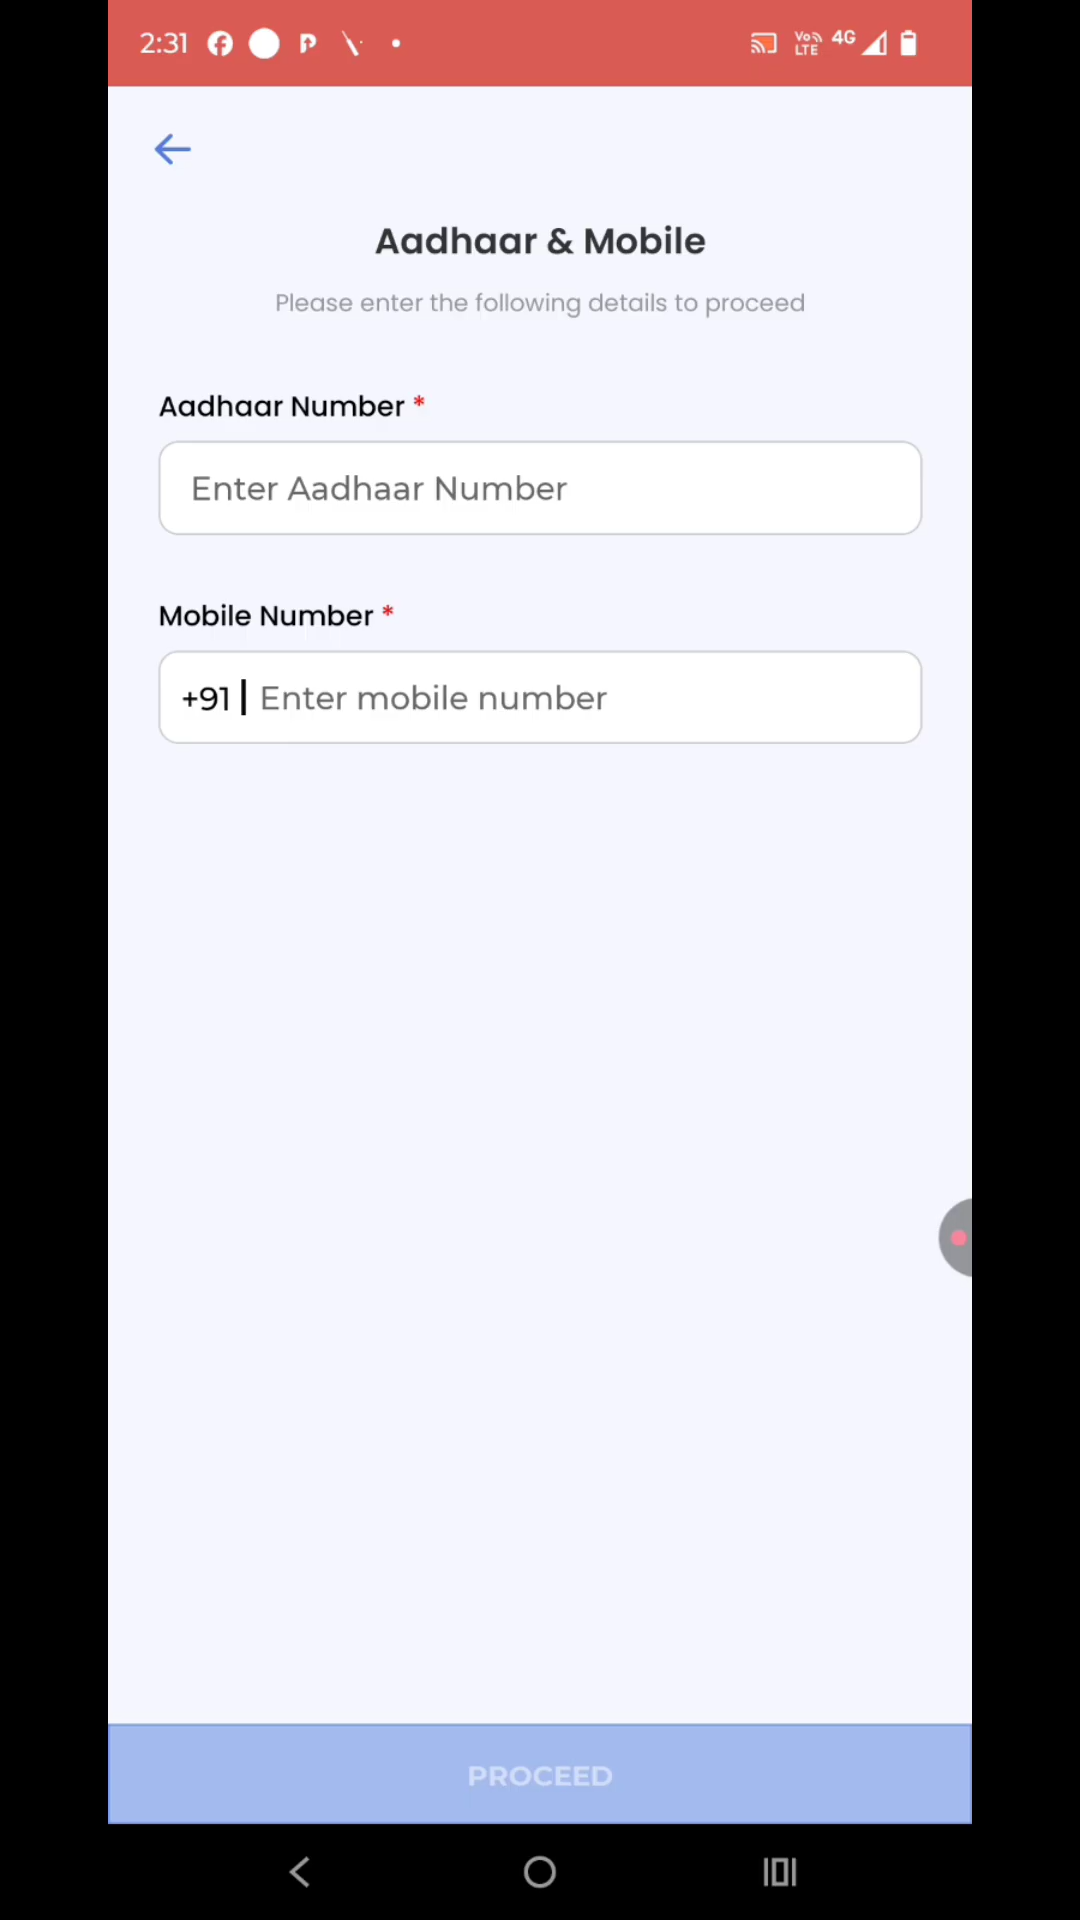 2:31
VoLTE 4G
Aadhaar & Mobile
Please enter the following details to proceed
Aadhaar Number *
Enter Aadhaar Number
Mobile Number *
+91 Enter mobile number
PROCEED